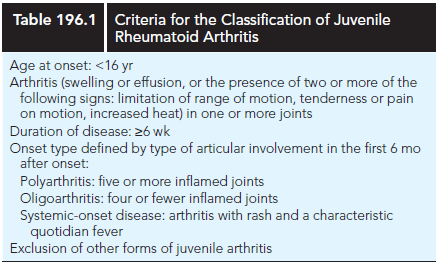 Table 196.1
Criteria for the Classification of Juvenile
Rheumatoid Arthritis
Age at onset: <16 yr
Arthritis (swelling or effusion, or the presence of two or more of the
following signs: limitation of range of motion, tenderness or pain
on motion, increased heat) in one or more joints
Duration of disease: ≥6 wk
Onset type defined by type of articular involvement in the first 6 mo
after onset:
Polyarthritis: five or more inflamed joints
Oligoarthritis: four or fewer inflamed joints
Systemic-onset disease: arthritis with rash and a characteristic
quotidian fever
Exclusion of other forms of juvenile arthritis